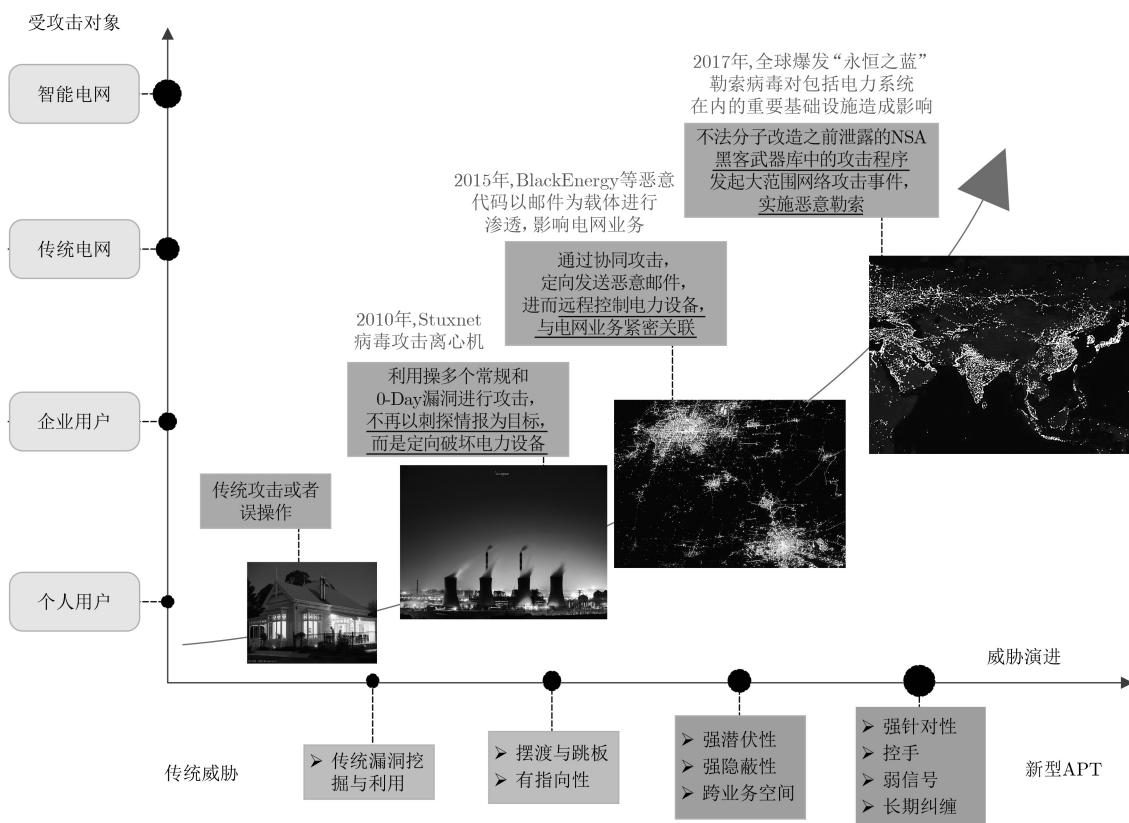 受攻击对象
智能电网
传统电网
企业用户
个人用户
2017年,全球爆发“永恒之蓝”
勒索病毒对包括电力系统
在内的重要基础设施造成影响
不法分子改造之前泄露的NSA
黑客武器库中的攻击程序
发起大范围网络攻击事件,
实施恶意勒索
2015年,BlackEnergy等恶意
代码以邮件为载体进行
渗透,影响电网业务
通过协同攻击,
定向发送恶意邮件,
进而远程控制电力设备,
与电网业务紧密关联
2010年,Stuxnet
病毒攻击离心机
利用操多个常规和
0-Day漏洞进行攻击,
不再以刺探情报为目标,
而是定向破坏电力设备
传统攻击或者
误操作
威胁演进
传统威胁
➢ 传统漏洞挖
掘与利用
➢ 摆渡与跳板
➢ 有指向性
➢ 强潜伏性
➢ 强隐蔽性
➢ 跨业务空间
➢ 强针对性
➢ 控手
➢ 弱信号
➢ 长期纠缠
新型APT